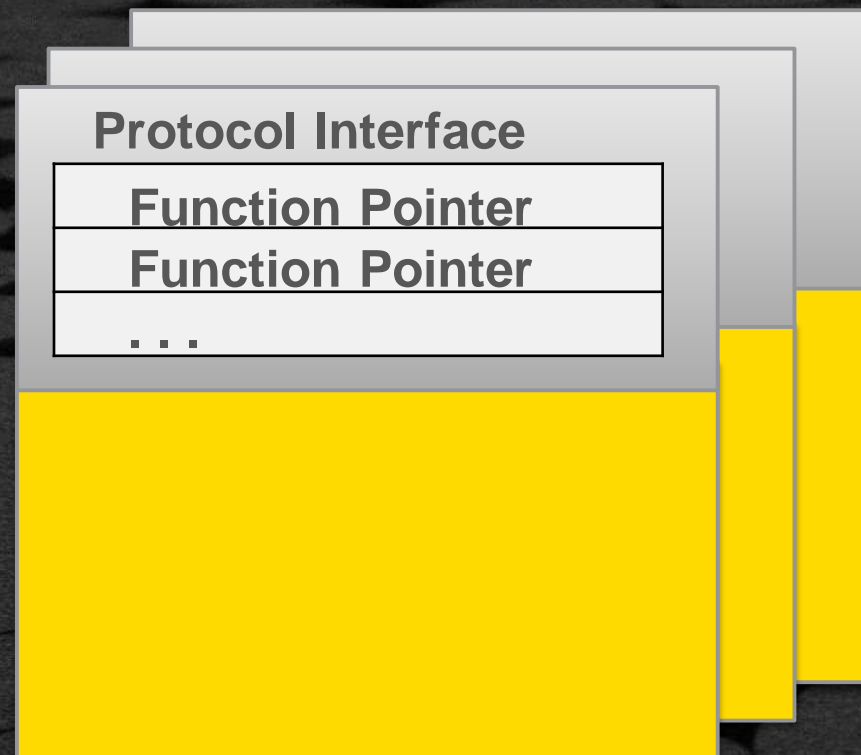 Protocol Interface
Function Pointer
Function Pointer
. . .